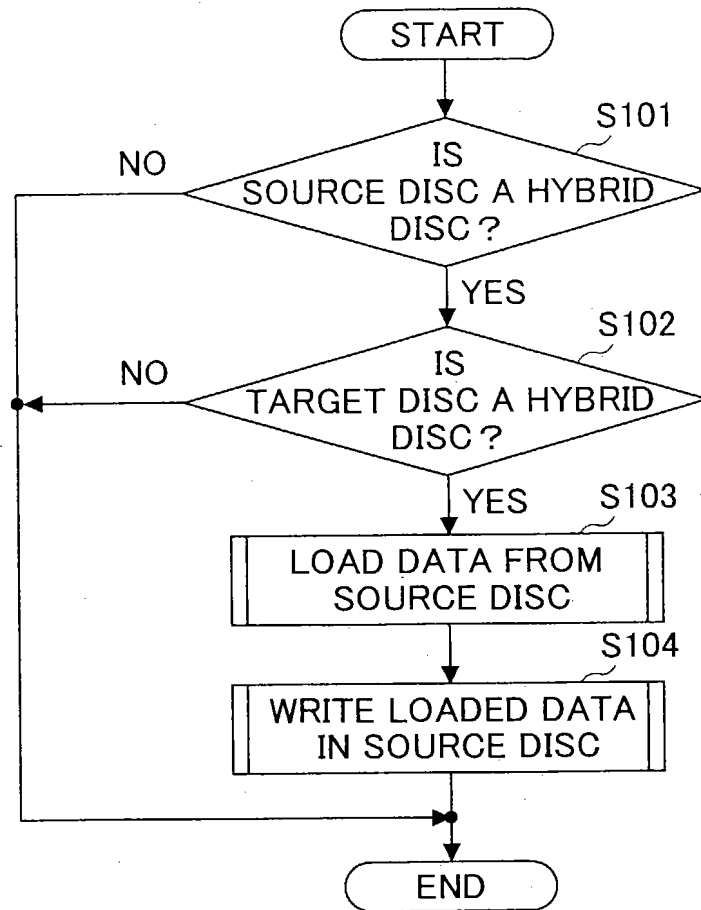 START
S101
NO
IS
SOURCE DISC A HYBRID
DISC?
YES
S102
NO
IS
TARGET DISC A HYBRID
DISC?
YES
S103
LOAD DATA FROM
SOURCE DISC
S104
WRITE LOADED DATA
IN SOURCE DISC
END